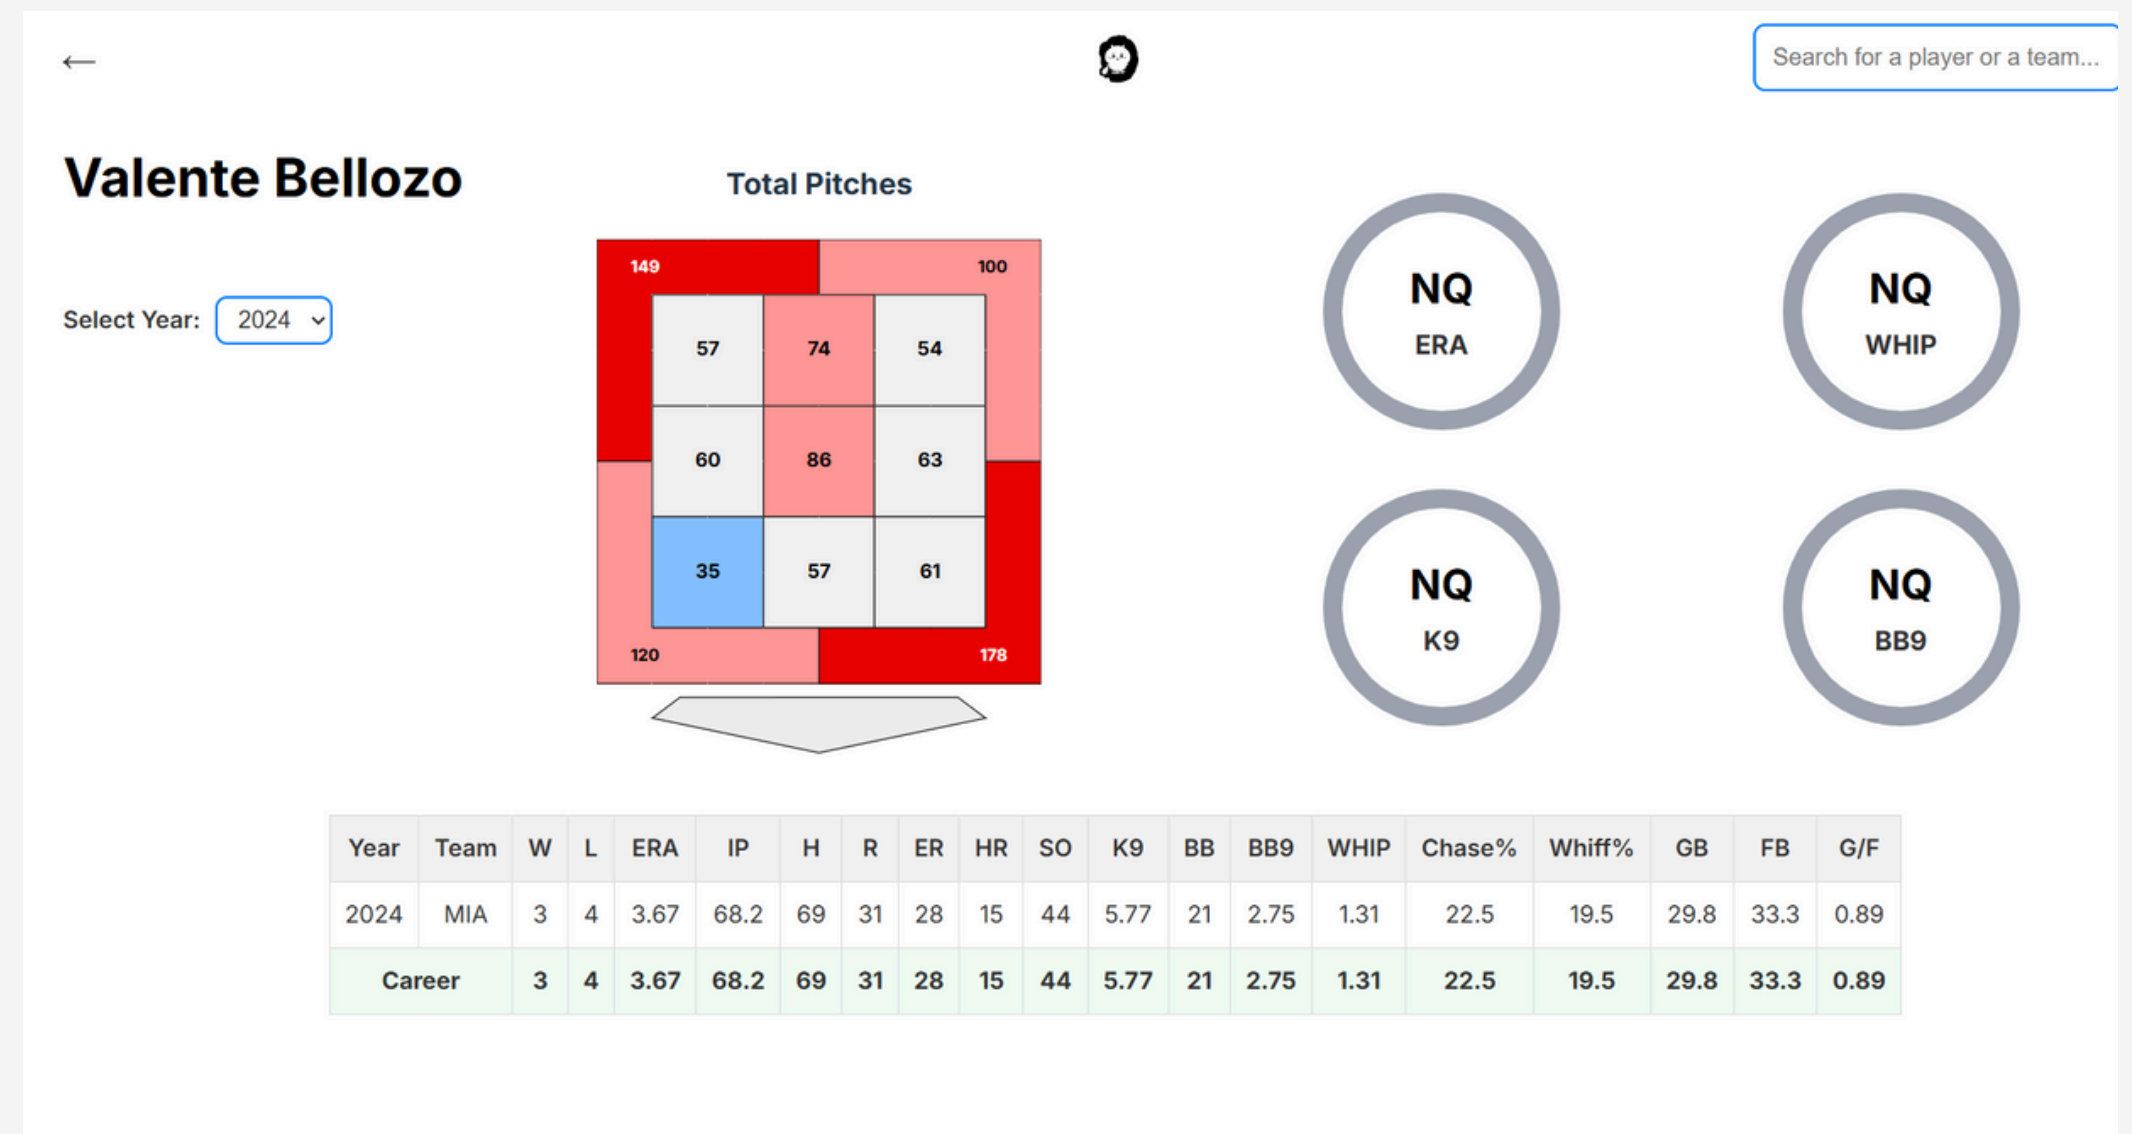 ←
Search for a player or a team...
Valente Bellozo
Select Year: 2024
Total Pitches
149 100
57 74 54
60 86 63
35 57 61
120 178
NQ
ERA
NQ
WHIP
NQ
K9
NQ
BB9
Year Team W L ERA IP H R ER HR SO K9 BB BB9 WHIP Chase% Whiff% GB FB G/F
2024 MIA 3 4 3.67 68.2 69 31 28 15 44 5.77 21 2.75 1.31 22.5 19.5 29.8 33.3 0.89
Career 3 4 3.67 68.2 69 31 28 15 44 5.77 21 2.75 1.31 22.5 19.5 29.8 33.3 0.89